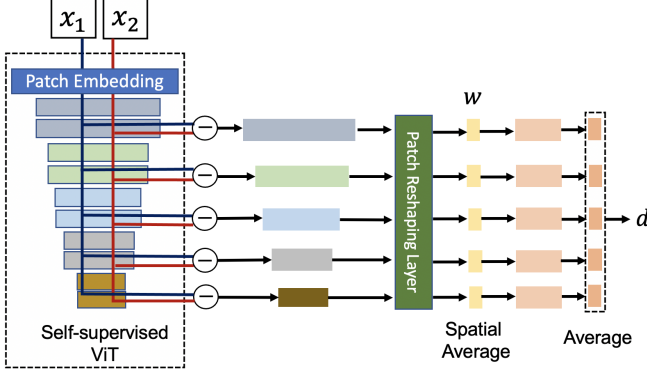 x₁ x₂
Patch Embedding
w
Patch Reshaping Layer
d
Self-supervised
ViT
Spatial
Average
Average